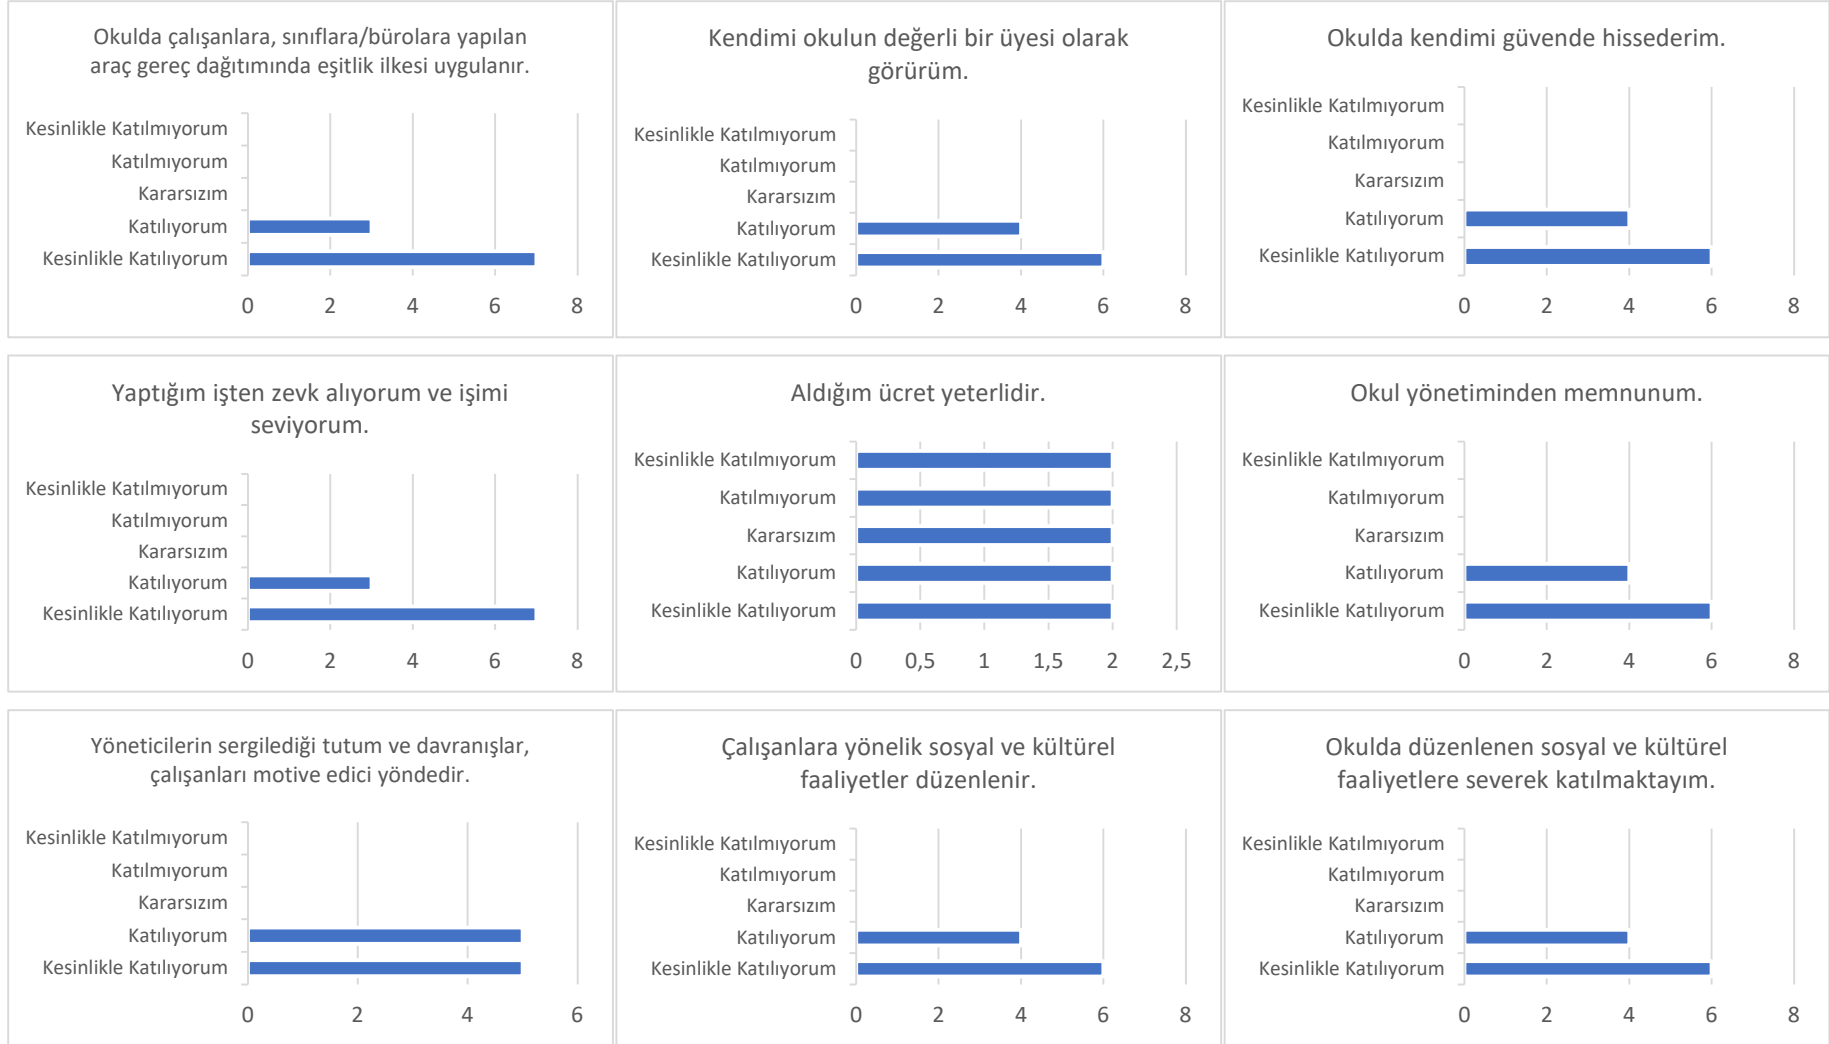 Okulda çalışanlara, sınıflara/bürolara yapılan
araç gereç dağıtımında eşitlik ilkesi uygulanır.
Kesinlikle Katılmıyorum
Katılmıyorum
Kararsızım
Katılıyorum
Kesinlikle Katılıyorum
0 2 4 6 8
Kendimi okulun değerli bir üyesi olarak
görürüm.
Kesinlikle Katılmıyorum
Katılmıyorum
Kararsızım
Katılıyorum
Kesinlikle Katılıyorum
0 2 4 6 8
Okulda kendimi güvende hissederim.
Kesinlikle Katılmıyorum
Katılmıyorum
Kararsızım
Katılıyorum
Kesinlikle Katılıyorum
0 2 4 6 8
Yaptığım işten zevk alıyorum ve işimi
seviyorum.
Kesinlikle Katılmıyorum
Katılmıyorum
Kararsızım
Katılıyorum
Kesinlikle Katılıyorum
0 2 4 6 8
Aldığım ücret yeterlidir.
Kesinlikle Katılmıyorum
Katılmıyorum
Kararsızım
Katılıyorum
Kesinlikle Katılıyorum
0 0,5 1 1,5 2 2,5
Okul yönetiminden memnunum.
Kesinlikle Katılmıyorum
Katılmıyorum
Kararsızım
Katılıyorum
Kesinlikle Katılıyorum
0 2 4 6 8
Yöneticilerin sergilediği tutum ve davranışlar,
çalışanları motive edici yöndedir.
Kesinlikle Katılmıyorum
Katılmıyorum
Kararsızım
Katılıyorum
Kesinlikle Katılıyorum
0 2 4 6
Çalışanlara yönelik sosyal ve kültürel
faaliyetler düzenlenir.
Kesinlikle Katılmıyorum
Katılmıyorum
Kararsızım
Katılıyorum
Kesinlikle Katılıyorum
0 2 4 6 8
Okulda düzenlenen sosyal ve kültürel
faaliyetlere severek katılmaktayım.
Kesinlikle Katılmıyorum
Katılmıyorum
Kararsızım
Katılıyorum
Kesinlikle Katılıyorum
0 2 4 6 8